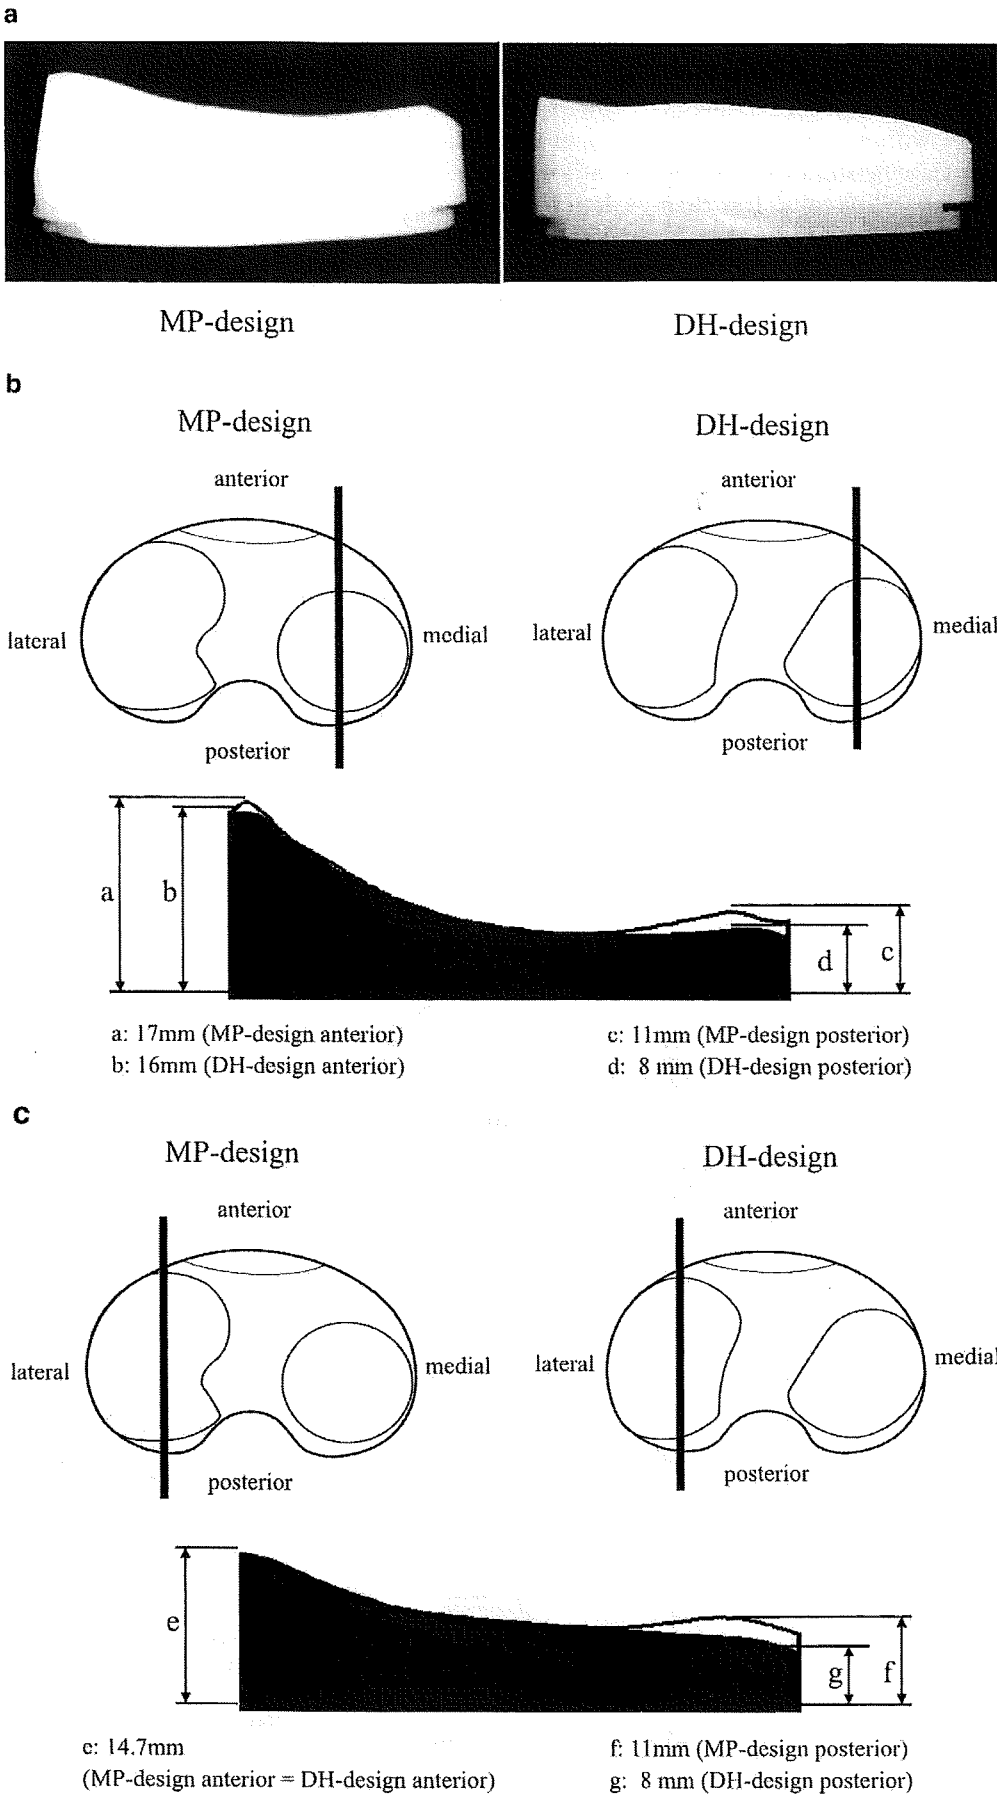 a
MP-design
DH-design
b
MP-design
DH-design
anterior
anterior
lateral
medial
lateral
medial
posterior
posterior
a
b
c
d
a: 17mm (MP-design anterior)
b: 16mm (DH-design anterior)
c: 11mm (MP-design posterior)
d: 8 mm (DH-design posterior)
c
MP-design
DH-design
anterior
anterior
lateral
medial
lateral
medial
posterior
posterior
e
f
g
e: 14.7mm
(MP-design anterior = DH-design anterior)
f: 11mm (MP-design posterior)
g: 8 mm (DH-design posterior)